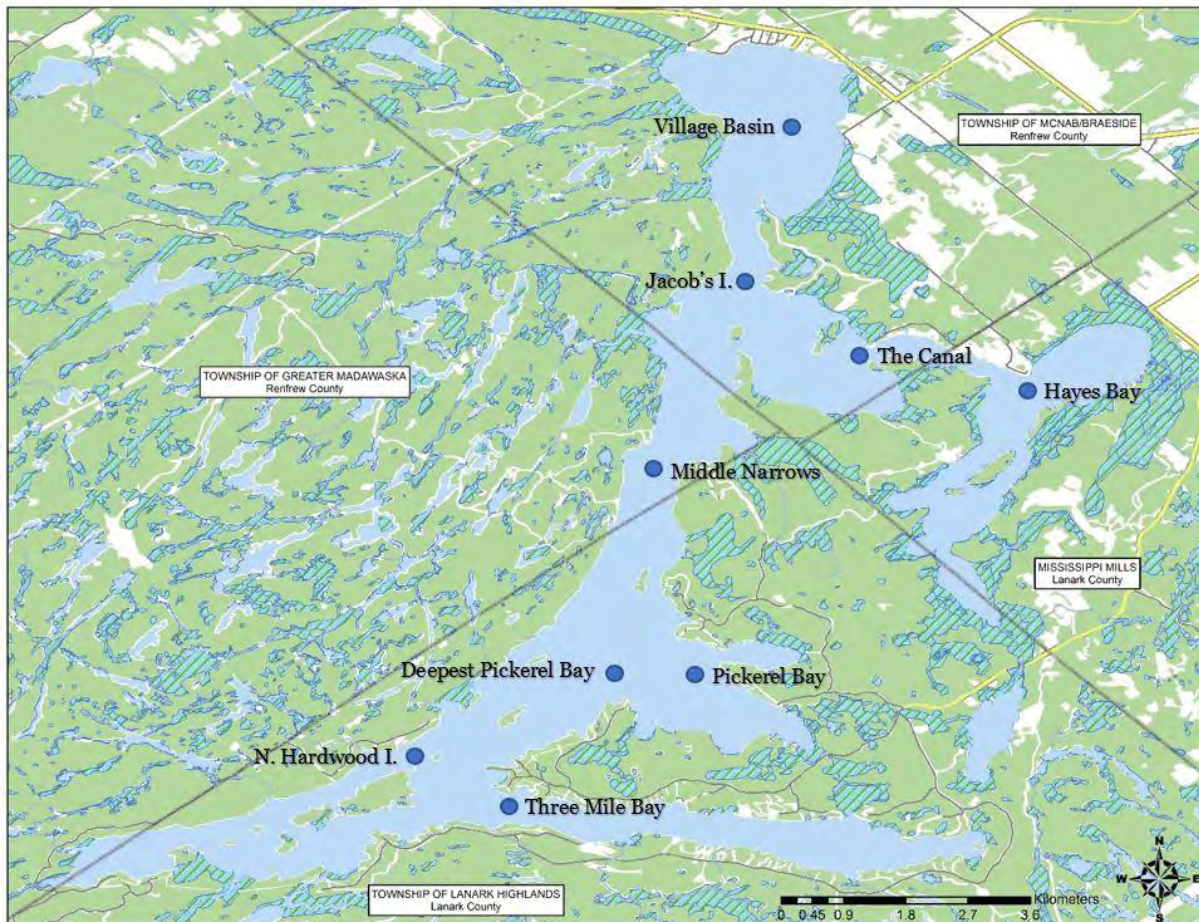 Village Basin
TOWNSHIP OF MCNAB/BRAESIDE
Renfrew County
Jacob's I.
The Canal
TOWNSHIP OF GREATER MADAWASKA
Renfrew County
Hayes Bay
Middle Narrows
MISSISSIPPI MILLS
Lanark County
Deepest Pickerel Bay
Pickerel Bay
N. Hardwood I.
Three Mile Bay
N
W E
S
TOWNSHIP OF LANARK HIGHLANDS
Lanark County
Kilometers
0 0.45 0.9 1.8 2.7 3.6